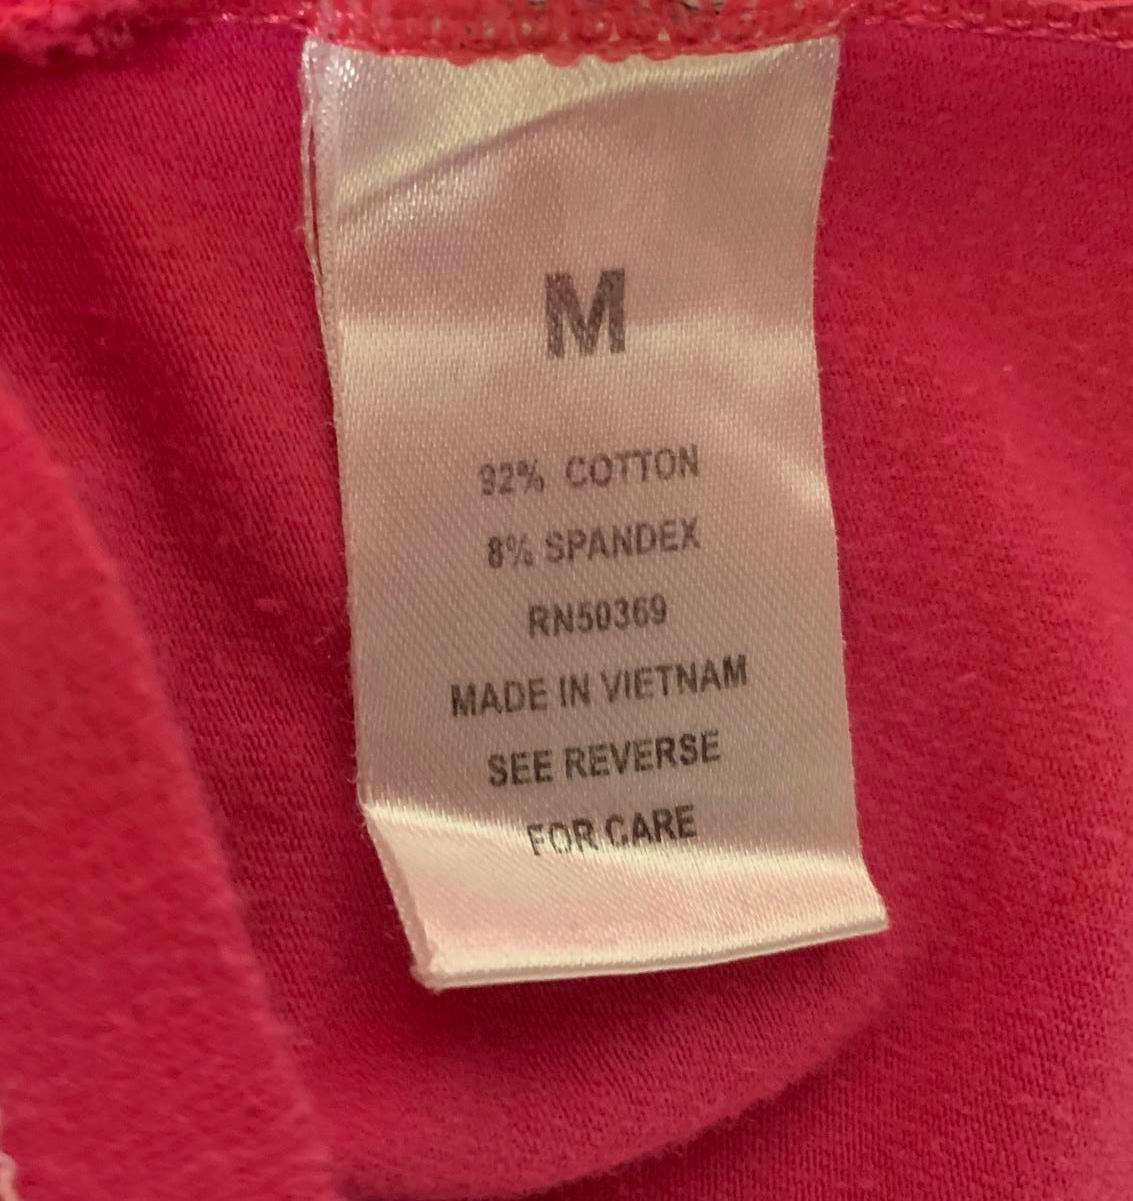 M
92% COTTON
8% SPANDEX
RN50369
MADE IN VIETNAM
SEE REVERSE
FOR CARE